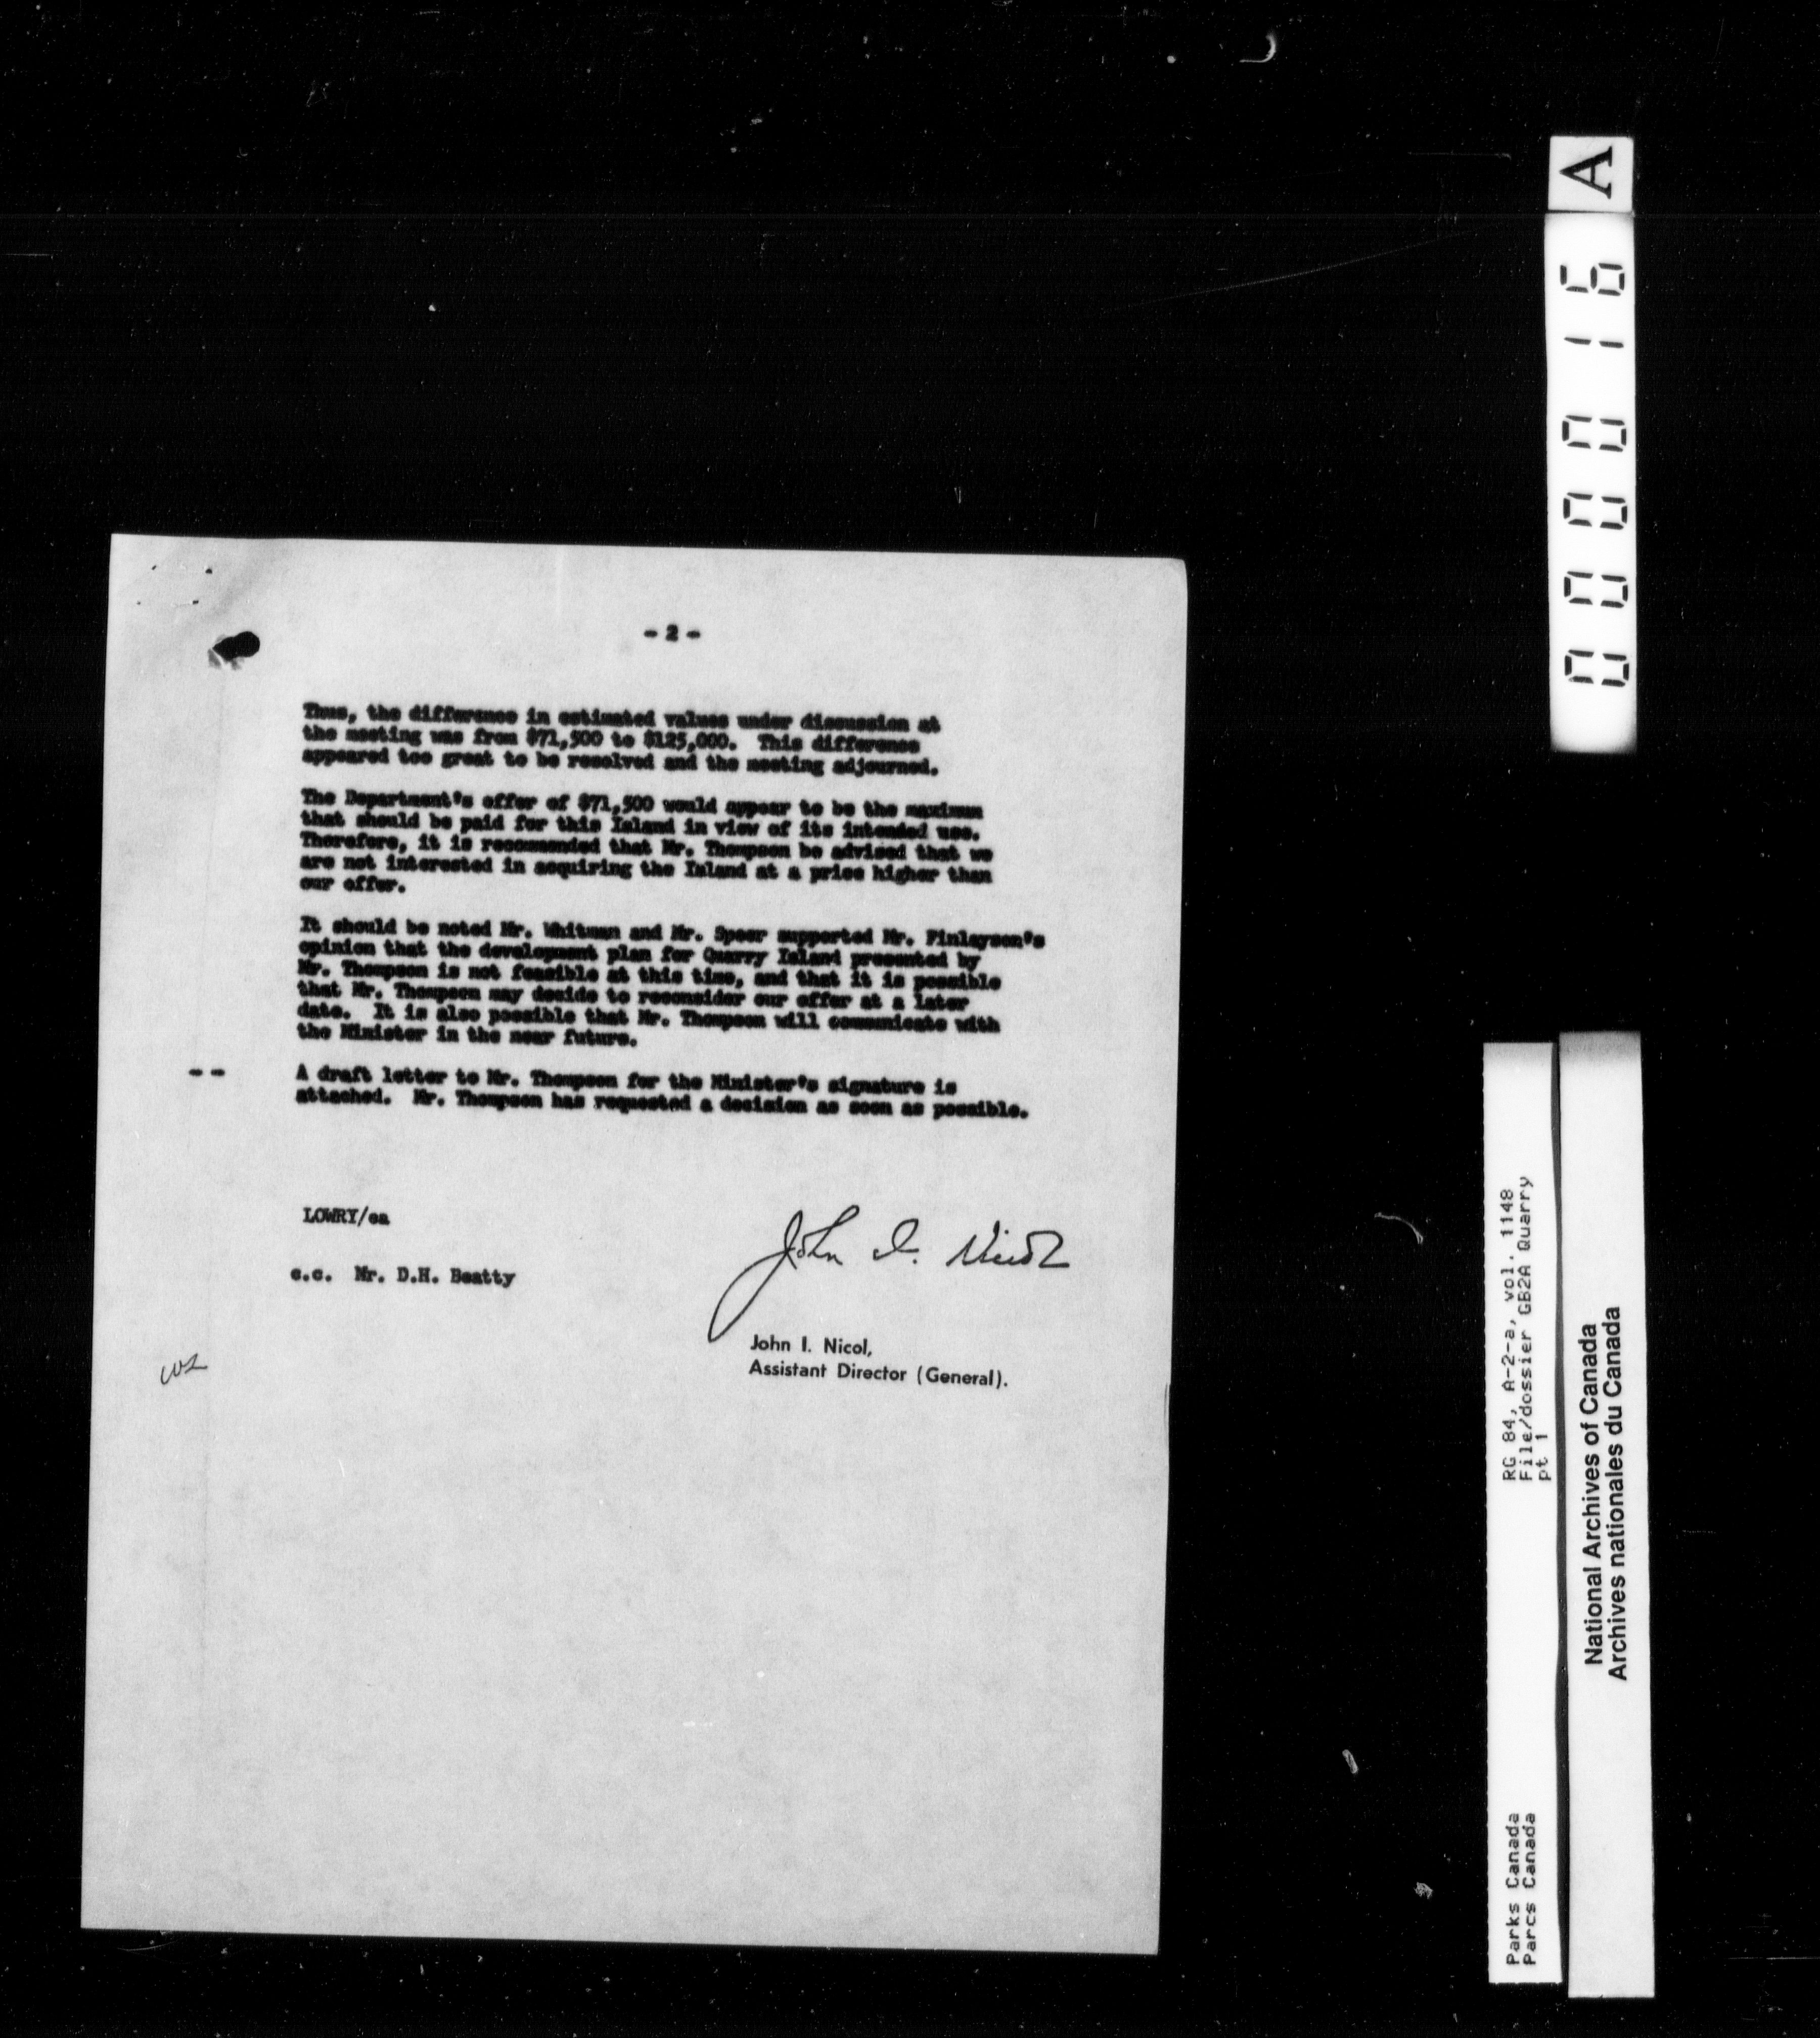 - 2 -
Thus, the difference in estimated values under discussion at
the meeting was from $71,500 to $125,000. This difference
appeared too great to be resolved and the meeting adjourned.
The Department's offer of $71,500 would appear to be the maximum
that should be paid for this Island in view of its intended use.
Therefore, it is recommended that Mr. Thompson be advised that we
are not interested in acquiring the Island at a price higher than
our offer.
It should be noted Mr. Whitman and Mr. Speer supported Mr. Finlayson's
opinion that the development plan for Quarry Island presented by
Mr. Thompson is not feasible at this time, and that it is possible
that Mr. Thompson may decide to reconsider our offer at a later
date. It is also possible that Mr. Thompson will communicate with
the Minister in the near future.
- - A draft letter to Mr. Thompson for the Minister's signature is
attached. Mr. Thompson has requested a decision as soon as possible.
LOWRY/ea
c.c. Mr. D.H. Beatty
John I. Nicol
John I. Nicol,
Assistant Director (General).
A
000016
RG 84, A-2-a, vol. 1148
File/dossier GB2A Quarry
pt 1
Parks Canada
Parcs Canada
National Archives of Canada
Archives nationales du Canada